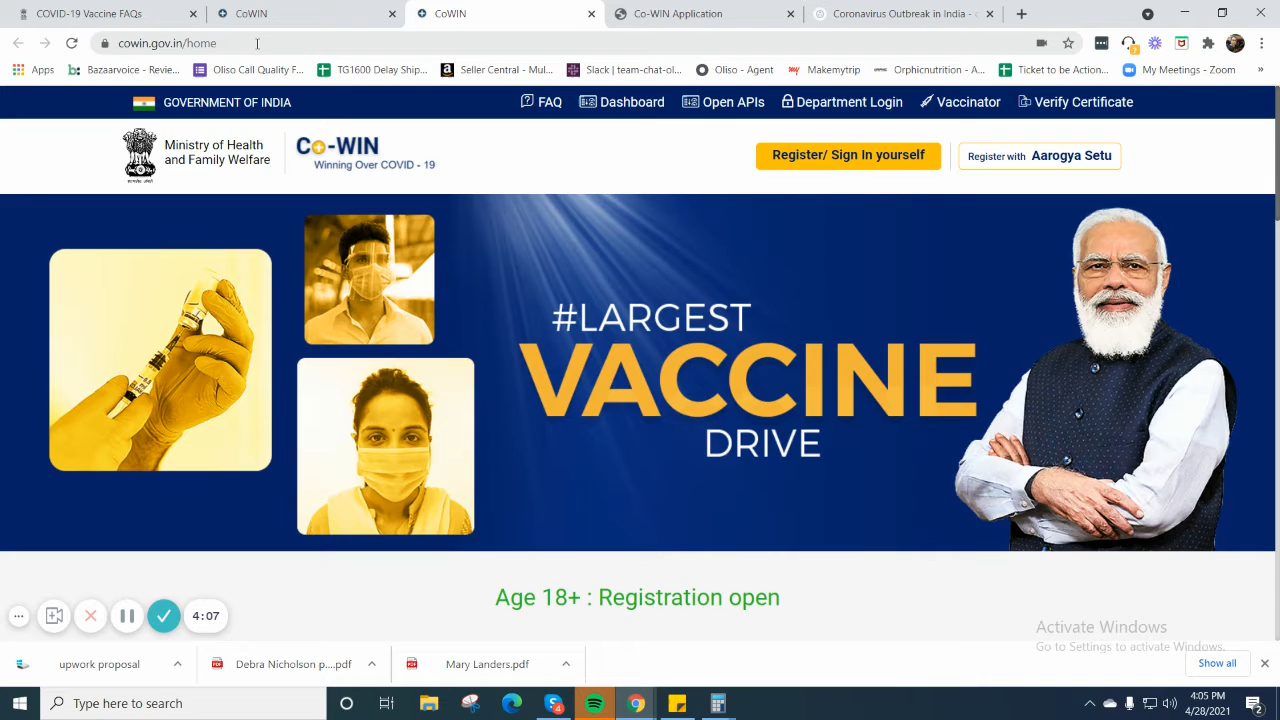 COVID-19 Vaccine FAQs
CoWIN
CoWIN
Co-WIN Application
Coronavirus Outbreak in India - c
cowin.gov.in/home
Apps
Bazaarvoice - Revie...
Oliso Call Quality F...
TG1600 Delay Ship...
Seller Central - Mul...
Slack | team-chat-ol...
Oliso - Agent
Makemytrip
Orphicnutrition - A...
Ticket to be Action...
My Meetings - Zoom
»
GOVERNMENT OF INDIA
FAQ
Dashboard
Open APIs
Department Login
Vaccinator
Verify Certificate
Ministry of Health
and Family Welfare
Co-WIN
Winning Over COVID - 19
Register/ Sign In yourself
Register with Aarogya Setu
#LARGEST
VACCINE
DRIVE
Age 18+ : Registration open
4:07
Activate Windows
Go to Settings to activate Windows.
upwork proposal
Debra Nicholson p....pdf
Mary Landers.pdf
Show all
Type here to search
4:05 PM
4/28/2021
2